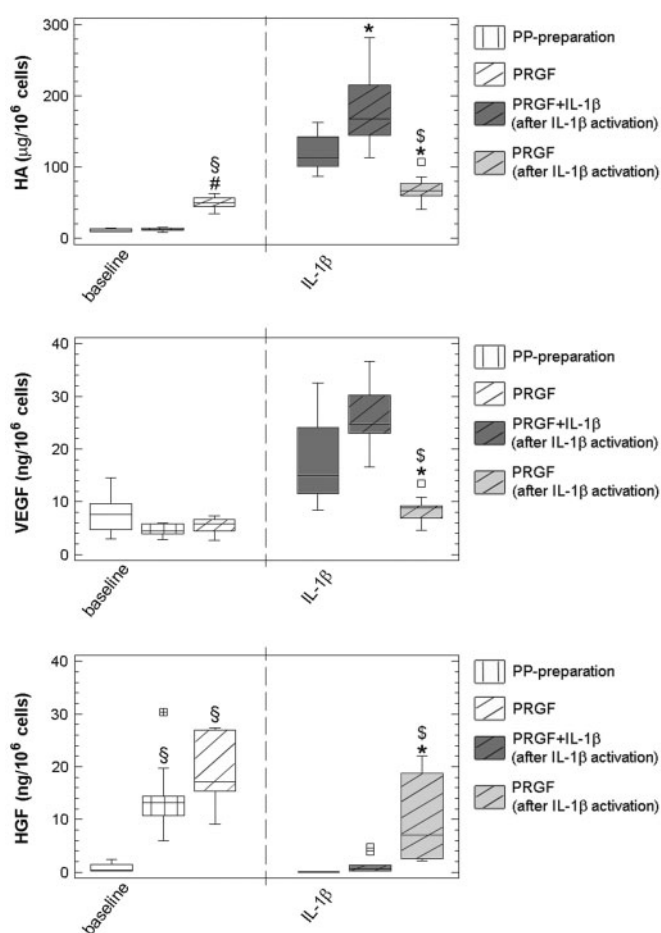 HA (µg/10⁶ cells)
300
200
100
0
§
#
*
$
*
baseline
IL-1β
PP-preparation
PRGF
PRGF+IL-1β
(after IL-1β activation)
PRGF
(after IL-1β activation)
VEGF (ng/10⁶ cells)
40
30
20
10
0
$
*
baseline
IL-1β
PP-preparation
PRGF
PRGF+IL-1β
(after IL-1β activation)
PRGF
(after IL-1β activation)
HGF (ng/10⁶ cells)
40
30
20
10
0
§
§
$
*
baseline
IL-1β
PP-preparation
PRGF
PRGF+IL-1β
(after IL-1β activation)
PRGF
(after IL-1β activation)